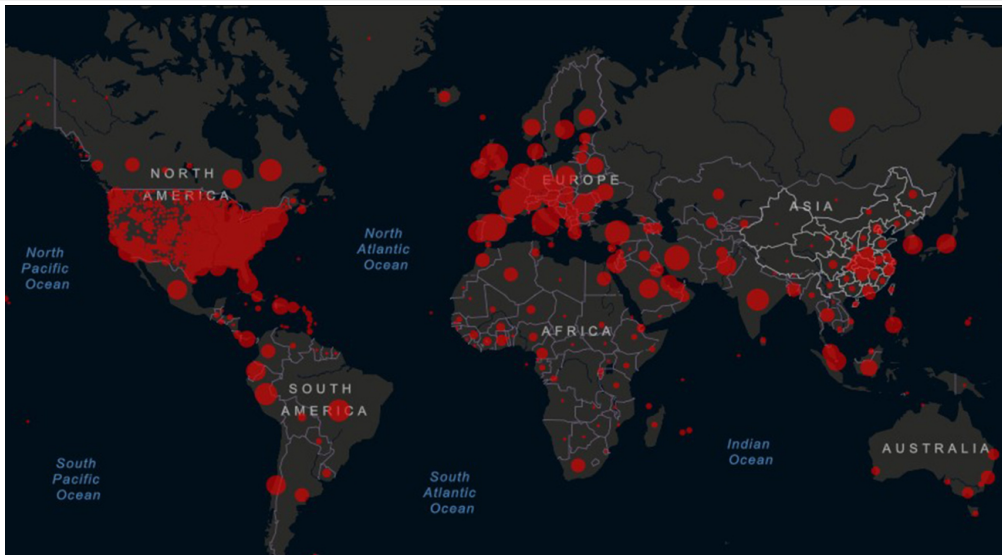 NORTH
AMERICA
EUROPE
ASIA
North
Pacific
Ocean
North
Atlantic
Ocean
AFRICA
SOUTH
AMERICA
Indian
Ocean
AUSTRALIA
South
Pacific
Ocean
South
Atlantic
Ocean